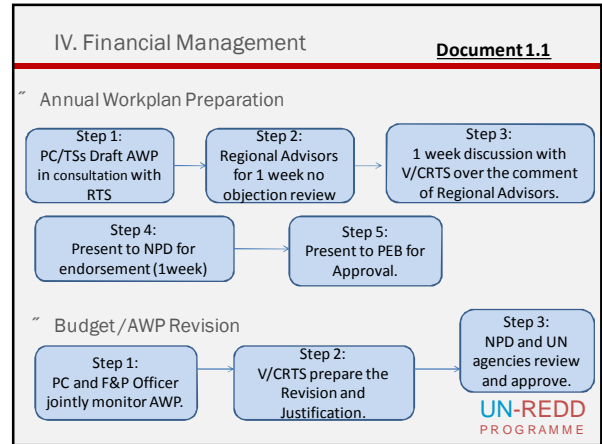 IV. Financial Management
Document 1.1
˝ Annual Workplan Preparation
Step 1:
PC/TSs Draft AWP
in consultation with
RTS
Step 2:
Regional Advisors
for 1 week no
objection review
Step 3:
1 week discussion with
V/CRTS over the comment
of Regional Advisors.
Step 4:
Present to NPD for
endorsement (1week)
Step 5:
Present to PEB for
Approval.
˝ Budget/AWP Revision
Step 1:
PC and F&P Officer
jointly monitor AWP.
Step 2:
V/CRTS prepare the
Revision and
Justification.
Step 3:
NPD and UN
agencies review
and approve.
UN-REDD
PROGRAMME